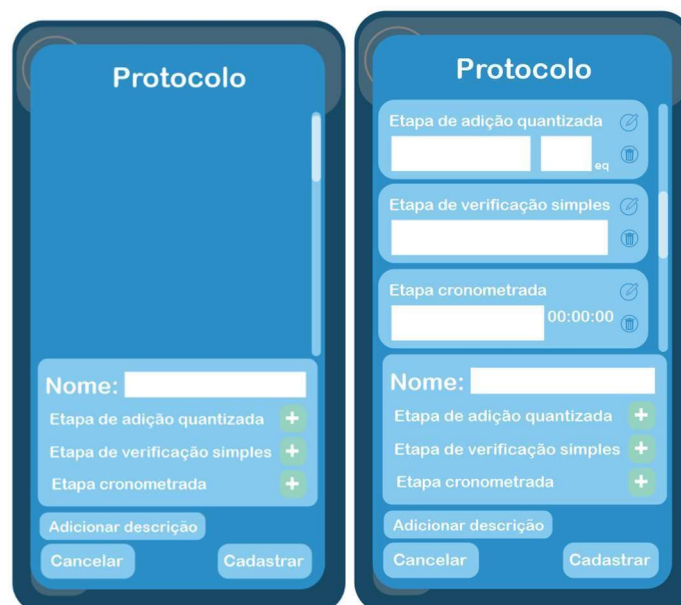 Protocolo
Nome:
Etapa de adição quantizada
Etapa de verificação simples
Etapa cronometrada
Adicionar descrição
Cancelar
Cadastrar
Protocolo
Etapa de adição quantizada
eq
Etapa de verificação simples
Etapa cronometrada
00:00:00
Nome:
Etapa de adição quantizada
Etapa de verificação simples
Etapa cronometrada
Adicionar descrição
Cancelar
Cadastrar